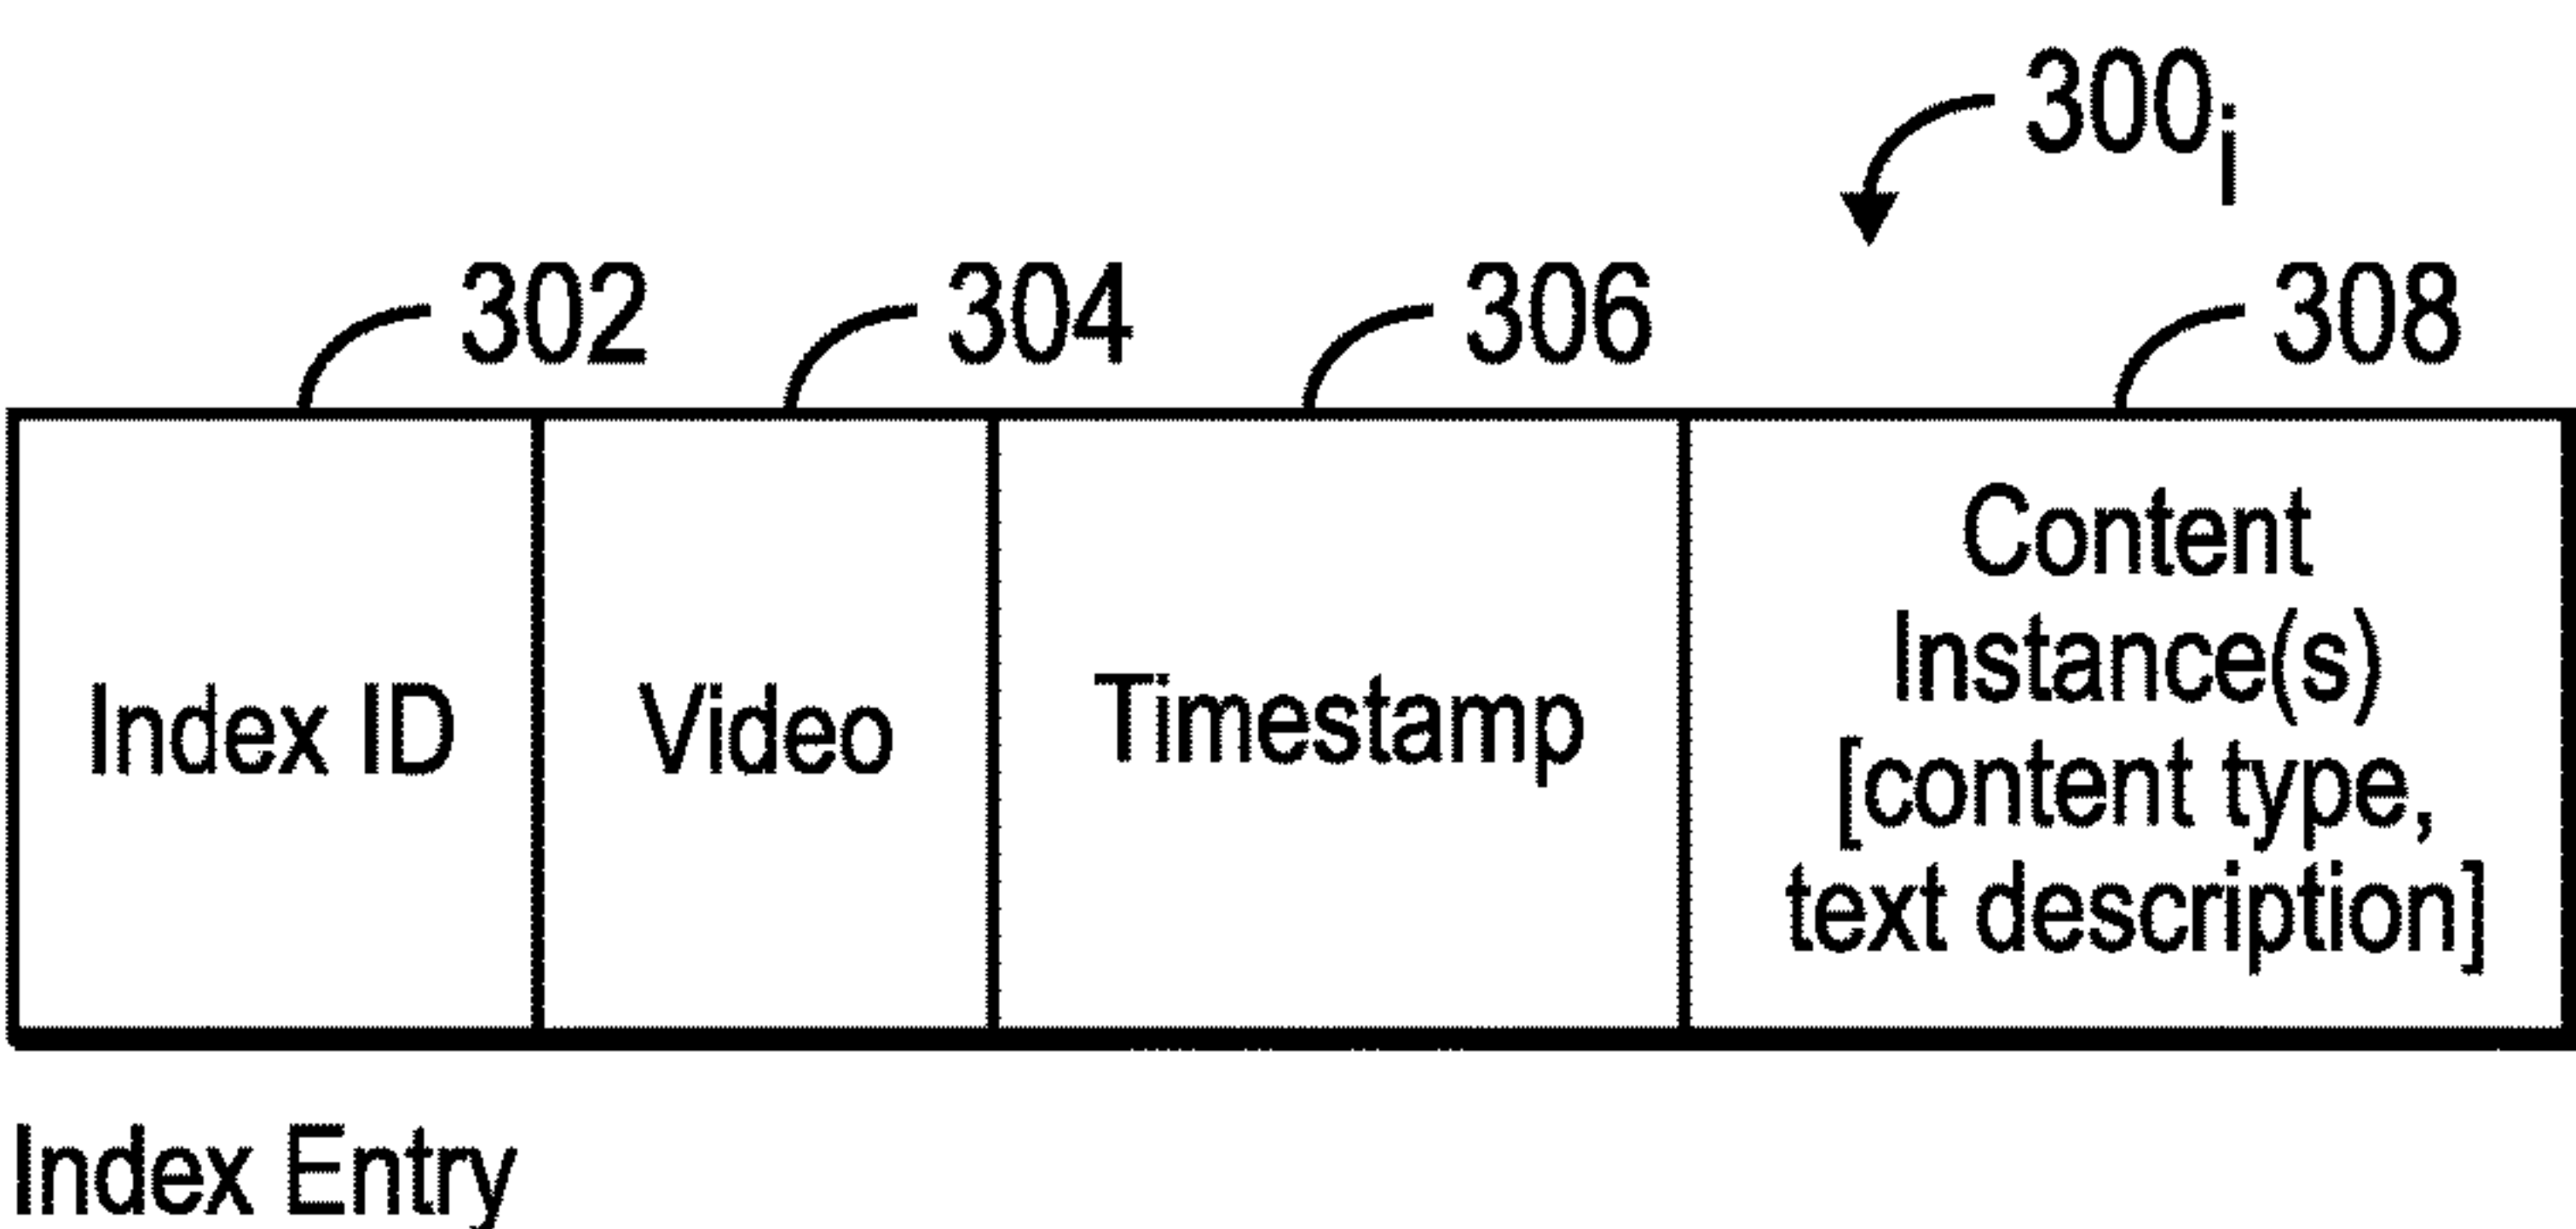 300i
302 304 306 308
Index ID Video Timestamp Content
Instance(s)
[content type,
text description]
Index Entry